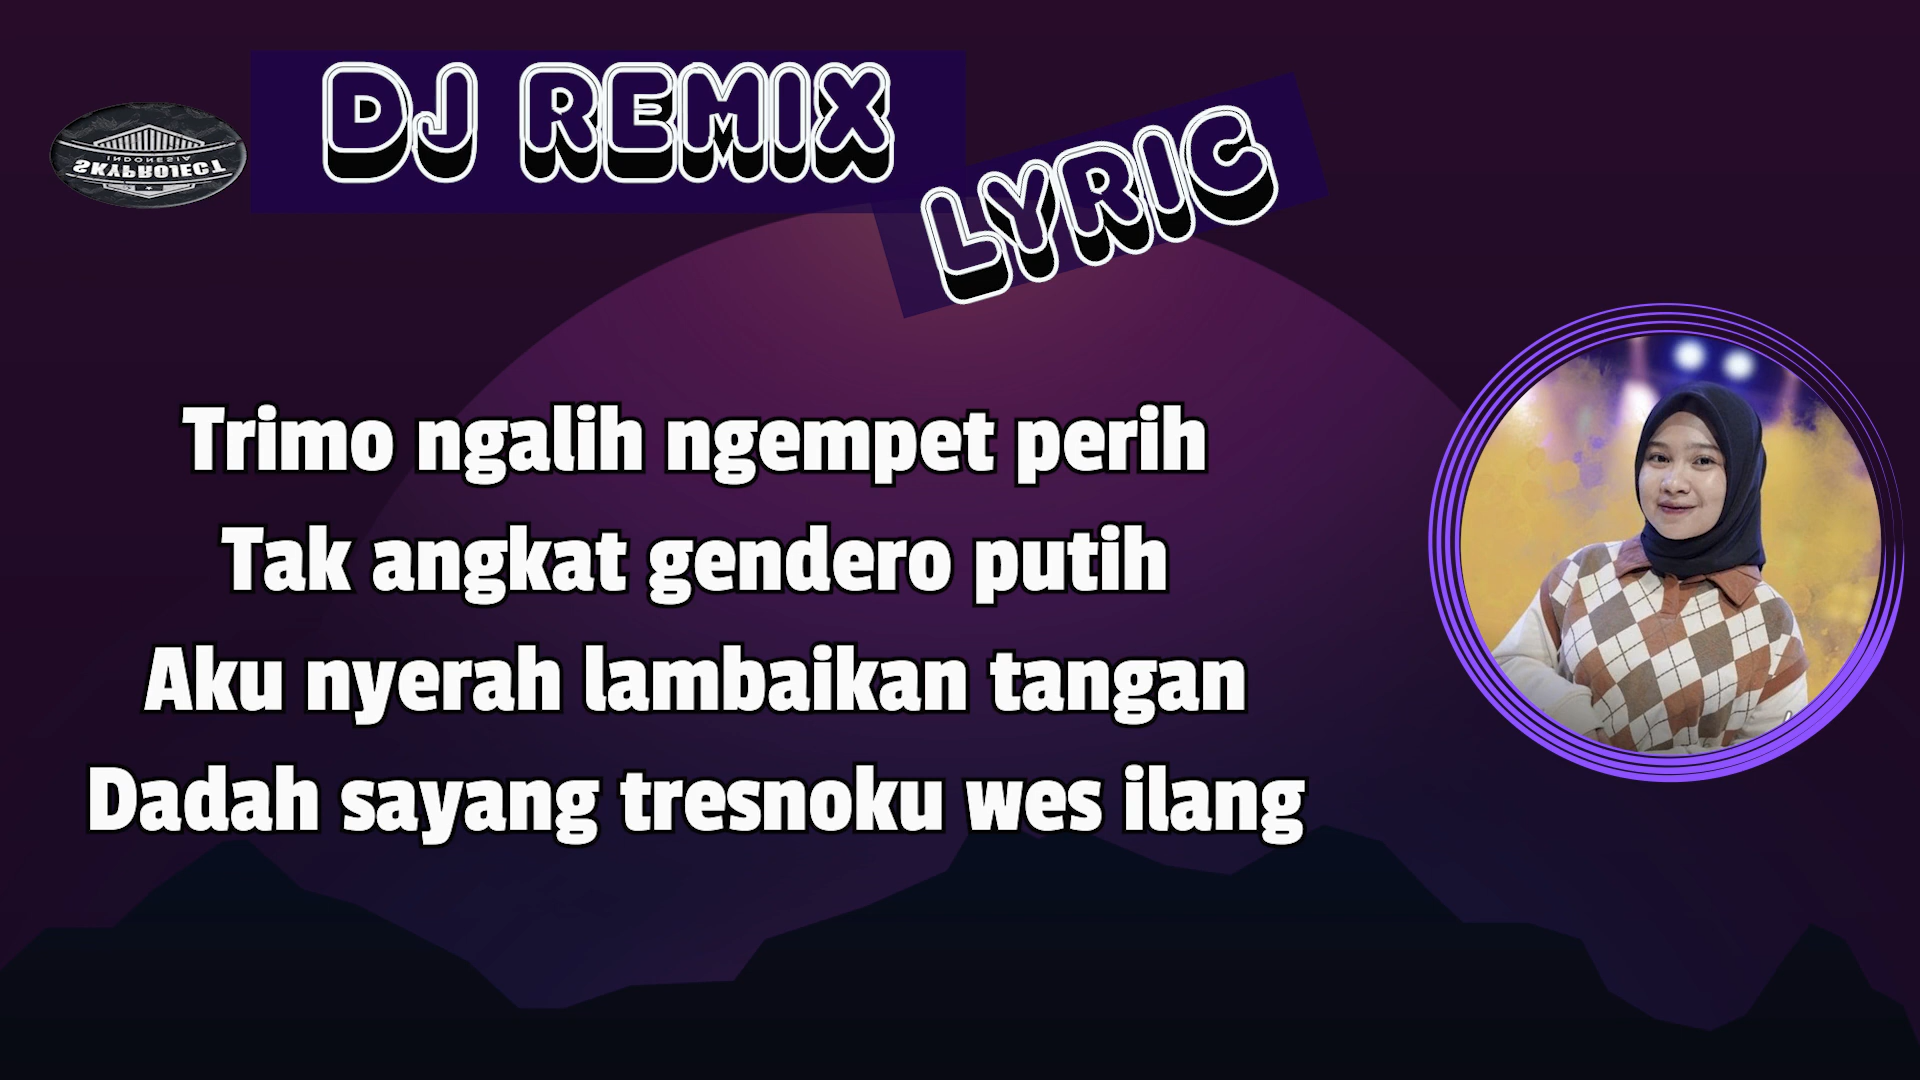 DJ REMIX
LYRIC
INDONESIA
SKYPROJECT
Trimo ngalih ngempet perih
Tak angkat gendero putih
Aku nyerah lambaikan tangan
Dadah sayang tresnoku wes ilang